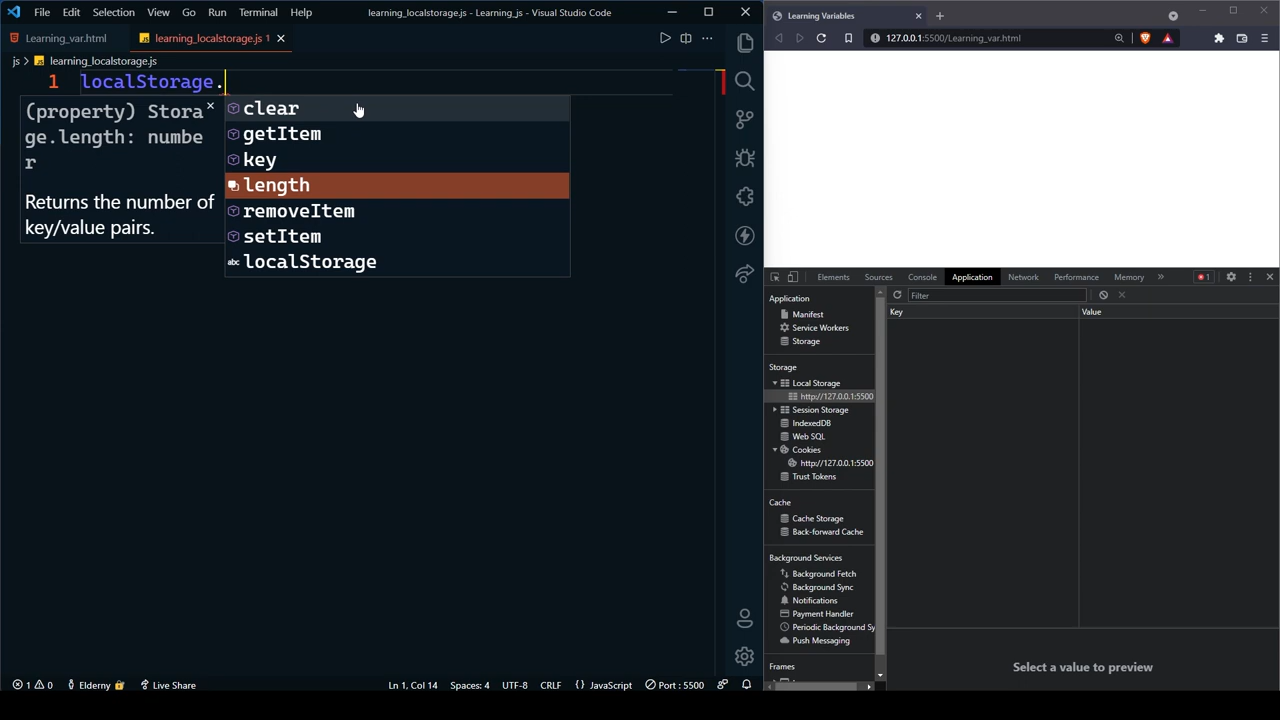 File Edit Selection View Go Run Terminal Help learning_localstorage.js - Learning_js - Visual Studio Code
Learning_var.html learning_localstorage.js 1
js > learning_localstorage.js
1 localStorage.
(property) Stora
ge.length: numbe
r
Returns the number of
key/value pairs.
clear
getItem
key
length
removeItem
setItem
abc localStorage
1 0 Elderny Live Share Ln 1, Col 14 Spaces: 4 UTF-8 CRLF {} JavaScript Port : 5500
Learning Variables
127.0.0.1:5500/Learning_var.html
Elements Sources Console Application Network Performance Memory » 1
Application
Manifest
Service Workers
Storage
Storage
Local Storage
http://127.0.0.1:5500
Session Storage
IndexedDB
Web SQL
Cookies
http://127.0.0.1:5500
Trust Tokens
Cache
Cache Storage
Back-forward Cache
Background Services
Background Fetch
Background Sync
Notifications
Payment Handler
Periodic Background Sy
Push Messaging
Frames
Filter
Key Value
Select a value to preview